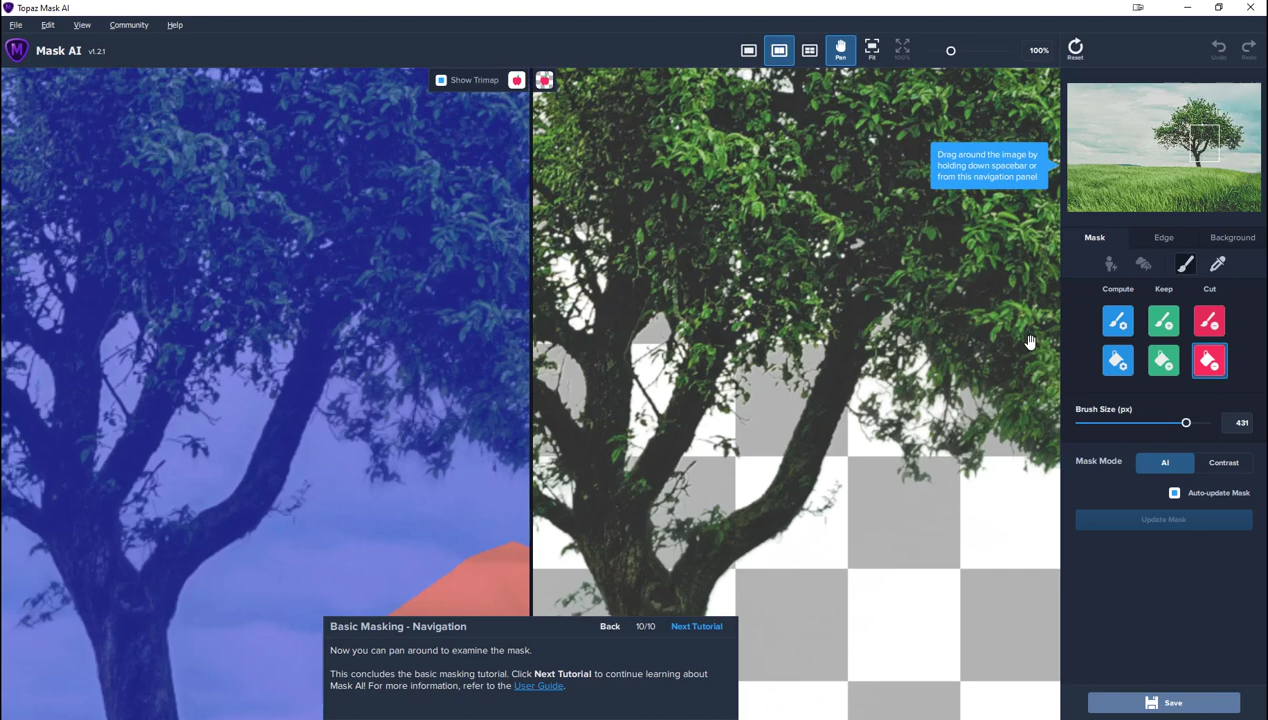 Topaz Mask AI
File Edit View Community Help
Mask AI v1.2.1
Pan Fit 100% 100% Reset Undo Redo
Show Trimap
Drag around the image by
holding down spacebar or
from this navigation panel
Mask Edge Background
Compute Keep Cut
Brush Size (px)
431
Mask Mode AI Contrast
Auto-update Mask
Update Mask
Basic Masking - Navigation Back 10/10 Next Tutorial
Now you can pan around to examine the mask.
This concludes the basic masking tutorial. Click Next Tutorial to continue learning about
Mask AI! For more information, refer to the User Guide.
Save